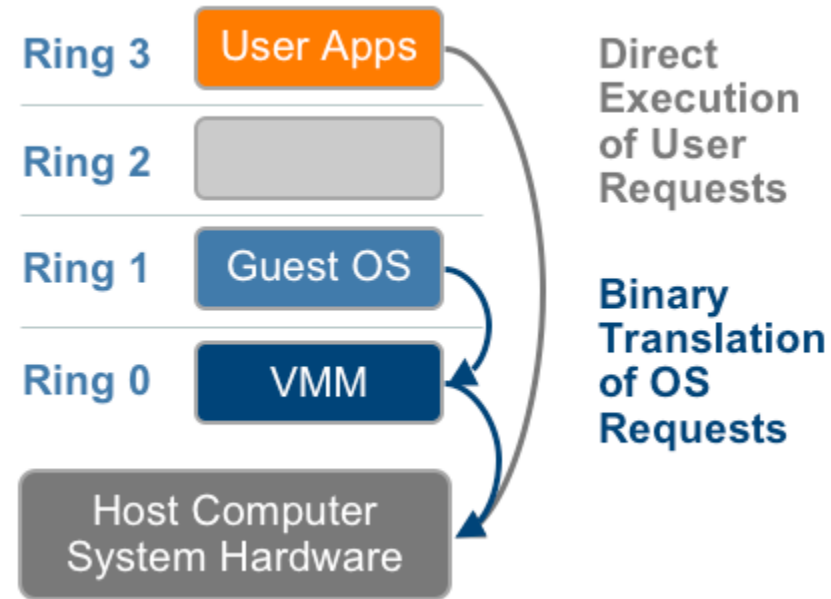 Ring 3
User Apps
Ring 2
Ring 1
Guest OS
Ring 0
VMM
Host Computer
System Hardware
Direct
Execution
of User
Requests
Binary
Translation
of OS
Requests